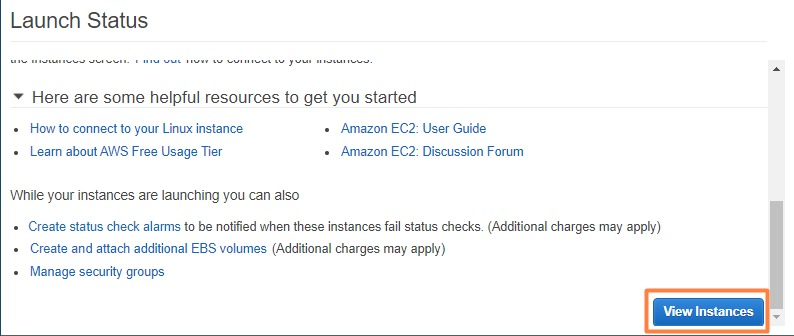 Launch Status
the Instances screen. Find out how to connect to your instances.
Here are some helpful resources to get you started
How to connect to your Linux instance
Amazon EC2: User Guide
Learn about AWS Free Usage Tier
Amazon EC2: Discussion Forum
While your instances are launching you can also
Create status check alarms to be notified when these instances fail status checks. (Additional charges may apply)
Create and attach additional EBS volumes (Additional charges may apply)
Manage security groups
View Instances